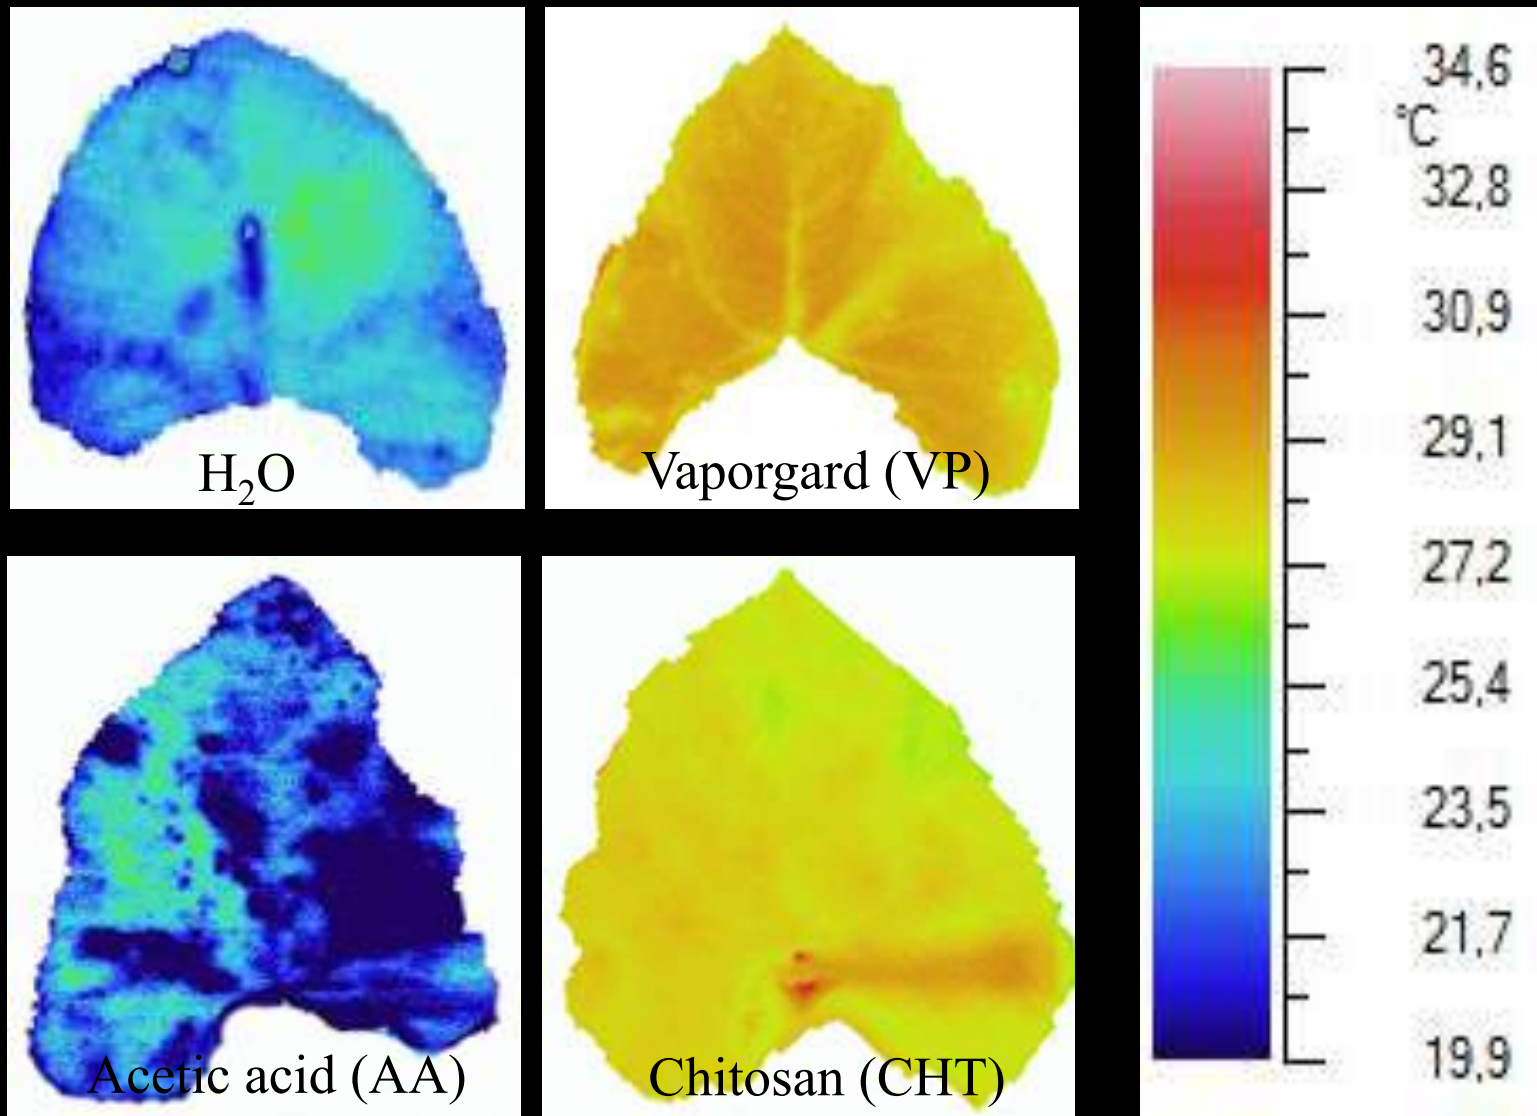 H₂O
Vaporgard (VP)
Acetic acid (AA)
Chitosan (CHT)
34,6
°C
32,8
30,9
29,1
27,2
25,4
23,5
21,7
19,9